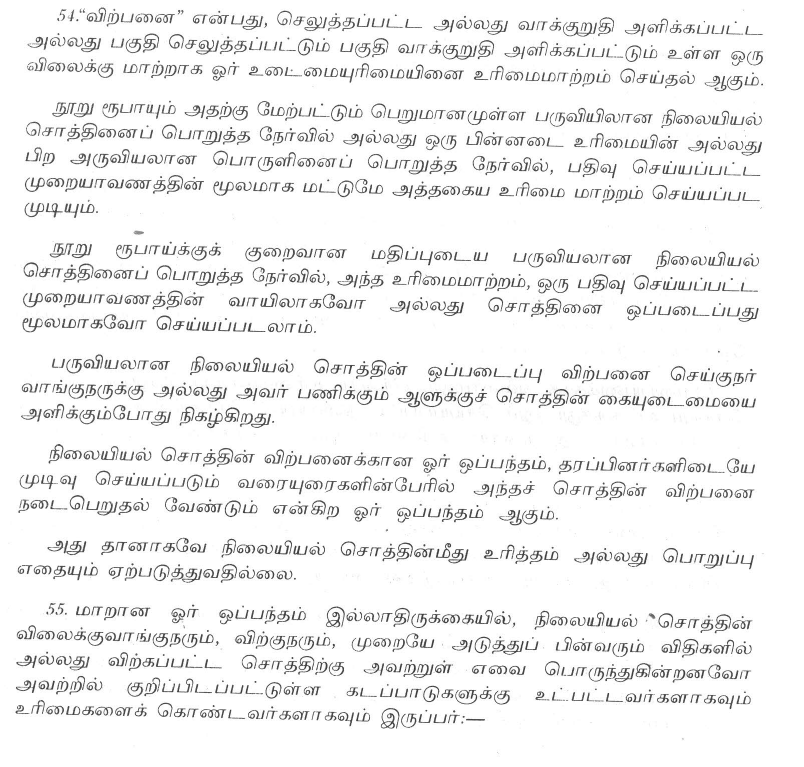 54.“விற்பனை” என்பது, செலுத்தப்பட்ட அல்லது வாக்குறுதி அளிக்கப்பட்ட
அல்லது பகுதி செலுத்தப்பட்டும் பகுதி வாக்குறுதி அளிக்கப்பட்டும் உள்ள ஒரு
விலைக்கு மாற்றாக ஓர் உடைமையுரிமையினை உரிமைமாற்றம் செய்தல் ஆகும்.
நூறு ரூபாயும் அதற்கு மேற்பட்டும் பெறுமானமுள்ள பருவியிலான நிலையியல்
சொத்தினைப் பொறுத்த நேர்வில் அல்லது ஒரு பின்னடை உரிமையின் அல்லது
பிற அருவியலான பொருளினைப் பொறுத்த நேர்வில், பதிவு செய்யப்பட்ட
முறையாவணத்தின் மூலமாக மட்டுமே அத்தகைய உரிமை மாற்றம் செய்யப்பட
முடியும்.
நூறு ரூபாய்க்குக் குறைவான மதிப்புடைய பருவியலான நிலையியல்
சொத்தினைப் பொறுத்த நேர்வில், அந்த உரிமைமாற்றம், ஒரு பதிவு செய்யப்பட்ட
முறையாவணத்தின் வாயிலாகவோ அல்லது சொத்தினை ஒப்படைப்பது
மூலமாகவோ செய்யப்படலாம்.
பருவியலான நிலையியல் சொத்தின் ஒப்படைப்பு விற்பனை செய்குநர்
வாங்குநருக்கு அல்லது அவர் பணிக்கும் ஆளுக்குச் சொத்தின் கையுடைமையை
அளிக்கும்போது நிகழ்கிறது.
நிலையியல் சொத்தின் விற்பனைக்கான ஓர் ஒப்பந்தம், தரப்பினர்களிடையே
முடிவு செய்யப்படும் வரையுரைகளின்பேரில் அந்தச் சொத்தின் விற்பனை
நடைபெறுதல் வேண்டும் என்கிற ஓர் ஒப்பந்தம் ஆகும்.
அது தானாகவே நிலையியல் சொத்தின்மீது உரித்தம் அல்லது பொறுப்பு
எதையும் ஏற்படுத்துவதில்லை.
55. மாறான ஓர் ஒப்பந்தம் இல்லாதிருக்கையில், நிலையியல் சொத்தின்
விலைக்குவாங்குநரும், விற்குநரும், முறையே அடுத்துப் பின்வரும் விதிகளில்
அல்லது விற்கப்பட்ட சொத்திற்கு அவற்றுள் எவை பொருந்துகின்றனவோ
அவற்றில் குறிப்பிடப்பட்டுள்ள கடப்பாடுகளுக்கு உட்பட்டவர்களாகவும்
உரிமைகளைக் கொண்டவர்களாகவும் இருப்பர்:—